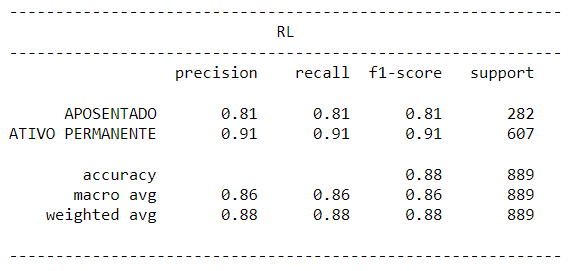 ------------------------------------------------------------
RL
------------------------------------------------------------
precision recall f1-score support
APOSENTADO 0.81 0.81 0.81 282
ATIVO PERMANENTE 0.91 0.91 0.91 607
accuracy 0.88 889
macro avg 0.86 0.86 0.86 889
weighted avg 0.88 0.88 0.88 889
------------------------------------------------------------